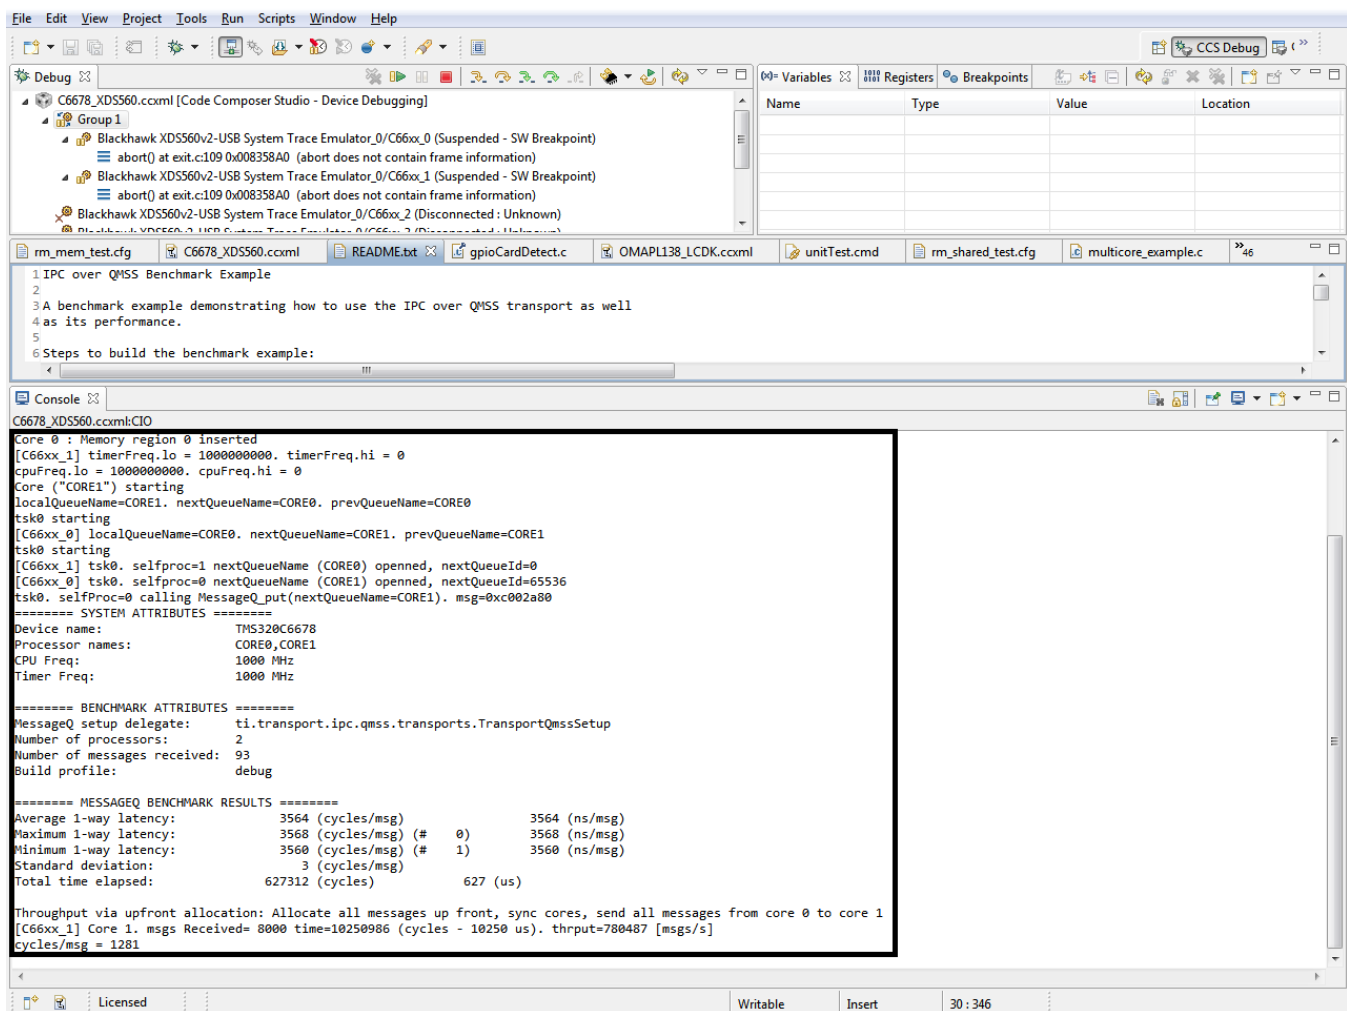 File Edit View Project Tools Run Scripts Window Help
CCS Debug
Debug
Variables Registers Breakpoints
C6678_XDS560.ccxml [Code Composer Studio - Device Debugging]
Group 1
Blackhawk XDS560v2-USB System Trace Emulator_0/C66xx_0 (Suspended - SW Breakpoint)
abort() at exit.c:109 0x008358A0 (abort does not contain frame information)
Blackhawk XDS560v2-USB System Trace Emulator_0/C66xx_1 (Suspended - SW Breakpoint)
abort() at exit.c:109 0x008358A0 (abort does not contain frame information)
Blackhawk XDS560v2-USB System Trace Emulator_0/C66xx_2 (Disconnected : Unknown)
Name Type Value Location
rm_mem_test.cfg C6678_XDS560.ccxml README.txt gpioCardDetect.c OMAPL138_LCDK.ccxml unitTest.cmd rm_shared_test.cfg multicore_example.c »46
1 IPC over QMSS Benchmark Example
2
3 A benchmark example demonstrating how to use the IPC over QMSS transport as well
4 as its performance.
5
6 Steps to build the benchmark example:
Console
C6678_XDS560.ccxml:CIO
Core 0 : Memory region 0 inserted
[C66xx_1] timerFreq.lo = 1000000000. timerFreq.hi = 0
cpuFreq.lo = 1000000000. cpuFreq.hi = 0
Core ("CORE1") starting
localQueueName=CORE1. nextQueueName=CORE0. prevQueueName=CORE0
tsk0 starting
[C66xx_0] localQueueName=CORE0. nextQueueName=CORE1. prevQueueName=CORE1
tsk0 starting
[C66xx_1] tsk0. selfproc=1 nextQueueName (CORE0) openned, nextQueueId=0
[C66xx_0] tsk0. selfproc=0 nextQueueName (CORE1) openned, nextQueueId=65536
tsk0. selfProc=0 calling MessageQ_put(nextQueueName=CORE1). msg=0xc002a80
======== SYSTEM ATTRIBUTES ========
Device name: TMS320C6678
Processor names: CORE0,CORE1
CPU Freq: 1000 MHz
Timer Freq: 1000 MHz
======== BENCHMARK ATTRIBUTES ========
MessageQ setup delegate: ti.transport.ipc.qmss.transports.TransportQmssSetup
Number of processors: 2
Number of messages received: 93
Build profile: debug
======== MESSAGEQ BENCHMARK RESULTS ========
Average 1-way latency: 3564 (cycles/msg) 3564 (ns/msg)
Maximum 1-way latency: 3568 (cycles/msg) (# 0) 3568 (ns/msg)
Minimum 1-way latency: 3560 (cycles/msg) (# 1) 3560 (ns/msg)
Standard deviation: 3 (cycles/msg)
Total time elapsed: 627312 (cycles) 627 (us)
Throughput via upfront allocation: Allocate all messages up front, sync cores, send all messages from core 0 to core 1
[C66xx_1] Core 1. msgs Received= 8000 time=10250986 (cycles - 10250 us). thrput=780487 [msgs/s]
cycles/msg = 1281
Licensed Writable Insert 30 : 346